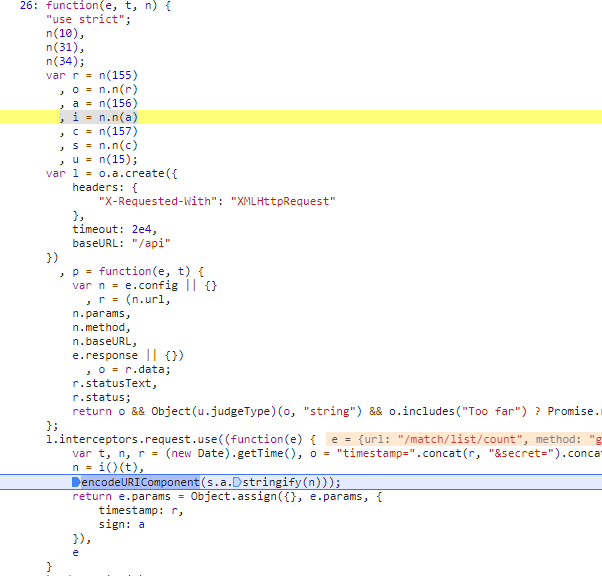 26: function(e, t, n) {
"use strict";
n(10),
n(31),
n(34);
var r = n(155)
, o = n.n(r)
, a = n(156)
, i = n.n(a)
, c = n(157)
, s = n.n(c)
, u = n(15);
var l = o.a.create({
headers: {
"X-Requested-With": "XMLHttpRequest"
},
timeout: 2e4,
baseURL: "/api"
})
, p = function(e, t) {
var n = e.config || {}
, r = (n.url,
n.params,
n.method,
n.baseURL,
e.response || {})
, o = r.data;
r.statusText,
r.status;
return o && Object(u.judgeType)(o, "string") && o.includes("Too far") ? Promise.
};
l.interceptors.request.use((function(e) { e = {url: "/match/list/count", method: "g
var t, n, r = (new Date).getTime(), o = "timestamp=".concat(r, "&secret=").conca
n = i()(t),
encodeURIComponent(s.a.stringify(n)));
return e.params = Object.assign({}, e.params, {
timestamp: r,
sign: a
}),
e
}